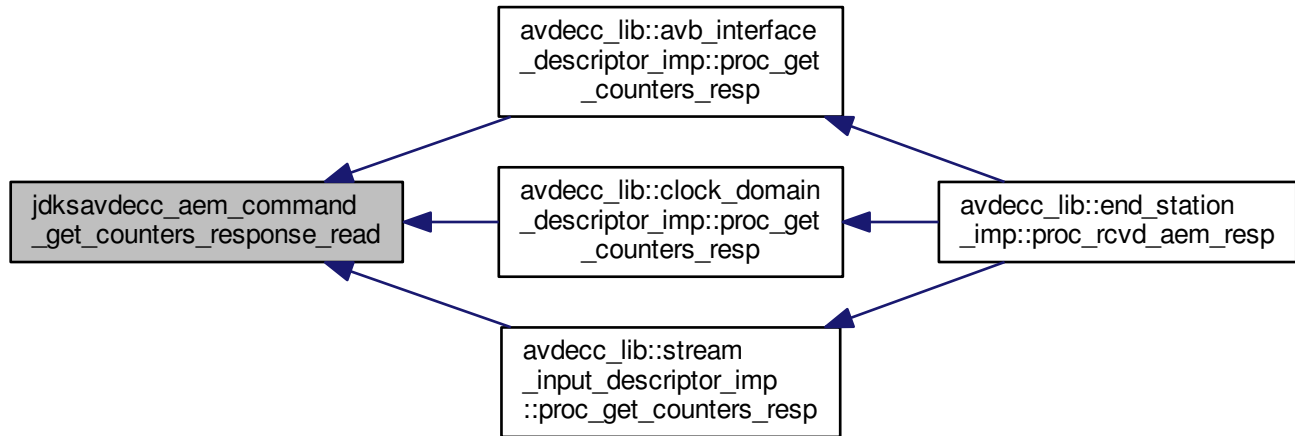 avdecc_lib::avb_interface
_descriptor_imp::proc_get
_counters_resp
jdksavdecc_aem_command
_get_counters_response_read
avdecc_lib::clock_domain
_descriptor_imp::proc_get
_counters_resp
avdecc_lib::end_station
_imp::proc_rcvd_aem_resp
avdecc_lib::stream
_input_descriptor_imp
::proc_get_counters_resp